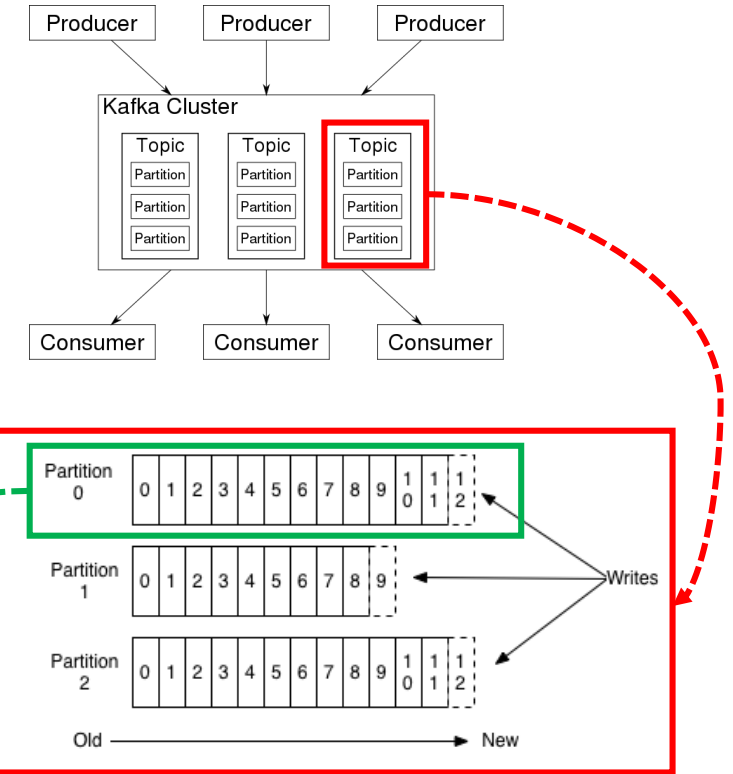 Producer Producer Producer
Kafka Cluster
Topic Topic Topic
Partition Partition Partition
Partition Partition Partition
Partition Partition Partition
Consumer Consumer Consumer
Partition
0
0 1 2 3 4 5 6 7 8 9 10 11 12
Partition
1
0 1 2 3 4 5 6 7 8 9
Writes
Partition
2
0 1 2 3 4 5 6 7 8 9 10 11 12
Old New